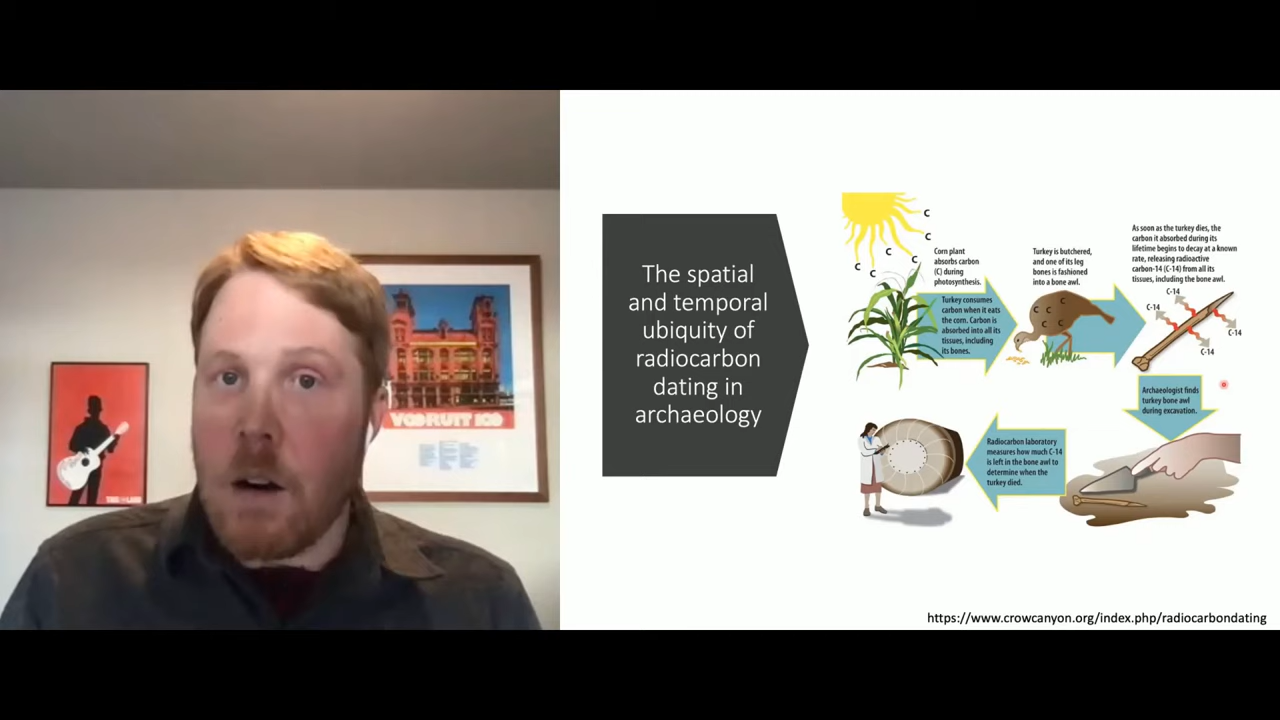 VOORUIT ICO
The spatial
and temporal
ubiquity of
radiocarbon
dating in
archaeology
C
C
C
C
C
C
Corn plant
absorbs carbon
(C) during
photosynthesis.
Turkey consumes
carbon when it eats
the corn. Carbon is
absorbed into all its
tissues, including
its bones.
Turkey is butchered,
and one of its leg
bones is fashioned
into a bone awl.
C
C
C
C
C
As soon as the turkey dies, the
carbon it absorbed during its
lifetime begins to decay at a known
rate, releasing radioactive
carbon-14 (C-14) from all its
tissues, including the bone awl.
C-14
C-14
C-14
C-14
Archaeologist finds
turkey bone awl
during excavation.
Radiocarbon laboratory
measures how much C-14
is left in the bone awl to
determine when the
turkey died.
https://www.crowcanyon.org/index.php/radiocarbondating